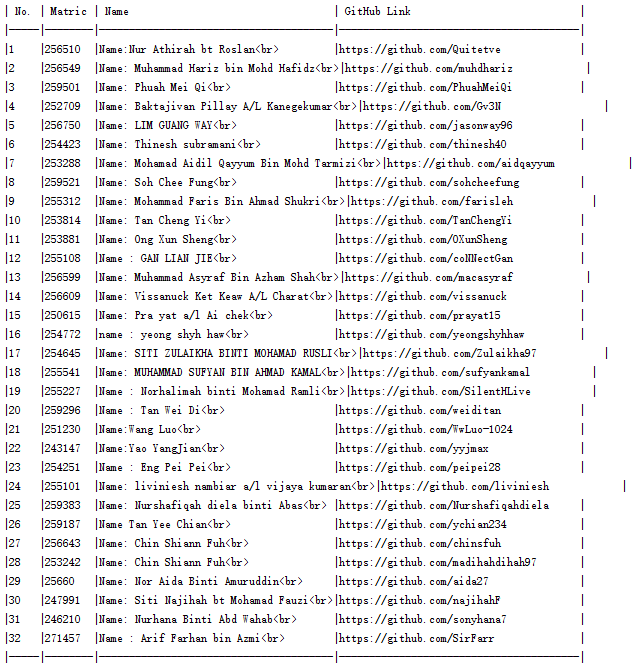 | No. | Matric | Name | GitHub Link |
|-----|--------|------------------------------------|-------------------------------------|
|1 |256510 |Name:Nur Athirah bt Roslan<br> |https://github.com/Quitetve |
|2 |256549 |Name: Muhammad Hariz bin Mohd Hafidz<br>|https://github.com/muhdhariz |
|3 |259501 |Name: Phuah Mei Qi<br> |https://github.com/PhuahMeiQi |
|4 |252709 |Name: Baktajivan Pillay A/L Kanegekumar<br>|https://github.com/Gv3N |
|5 |256750 |Name: LIM GUANG WAY<br> |https://github.com/jasonway96 |
|6 |254423 |Name: Thinesh subramani<br> |https://github.com/thinesh40 |
|7 |253288 |Name: Mohamad Aidil Qayyum Bin Mohd Tarmizi<br>|https://github.com/aidqayyum |
|8 |259521 |Name: Soh Chee Fung<br> |https://github.com/sohcheefung |
|9 |255312 |Name: Mohammad Faris Bin Ahmad Shukri<br>|https://github.com/farisleh |
|10 |253814 |Name: Tan Cheng Yi<br> |https://github.com/TanChengYi |
|11 |253881 |Name: Ong Xun Sheng<br> |https://github.com/OXunSheng |
|12 |255108 |Name : GAN LIAN JIE<br> |https://github.com/coNNectGan |
|13 |256599 |Name: Muhammad Asyraf Bin Azham Shah<br>|https://github.com/macasyraf |
|14 |256609 |Name: Vissanuck Ket Keaw A/L Charat<br>|https://github.com/vissanuck |
|15 |250615 |Name: Pra yat a/l Ai chek<br> |https://github.com/prayat15 |
|16 |254772 |name : yeong shyh haw<br> |https://github.com/yeongshyhhaw |
|17 |254645 |Name: SITI ZULAIKHA BINTI MOHAMAD RUSLI<br>|https://github.com/Zulaikha97 |
|18 |255541 |Name: MUHAMMAD SUFYAN BIN AHMAD KAMAL<br>|https://github.com/sufyankamal |
|19 |255227 |Name : Norhalimah binti Mohamad Ramli<br>|https://github.com/SilentHLive |
|20 |259296 |Name : Tan Wei Di<br> |https://github.com/weiditan |
|21 |251230 |Name:Wang Luo<br> |https://github.com/WwLuo-1024 |
|22 |243147 |Name:Yao YangJian<br> |https://github.com/yyjmax |
|23 |254251 |Name : Eng Pei Pei<br> |https://github.com/peipei28 |
|24 |255101 |Name: liviniesh nambiar a/l vijaya kumaran<br>|https://github.com/liviniesh |
|25 |259383 |Name: Nurshafiqah diela binti Abas<br> |https://github.com/Nurshafiqahdiela |
|26 |259187 |Name Tan Yee Chian<br> |https://github.com/ychian234 |
|27 |256643 |Name: Chin Shiann Fuh<br> |https://github.com/chinsfuh |
|28 |253242 |Name: Chin Shiann Fuh<br> |https://github.com/madihahdihah97 |
|29 |25660 |Name: Nor Aida Binti Amuruddin<br> |https://github.com/aida27 |
|30 |247991 |Name: Siti Najihah bt Mohamad Fauzi<br>|https://github.com/najihahF |
|31 |246210 |Name: Nurhana Binti Abd Wahab<br> |https://github.com/sonyhana7 |
|32 |271457 |Name : Arif Farhan bin Azmi<br> |https://github.com/SirFarr |
|-----|--------|------------------------------------|-------------------------------------|